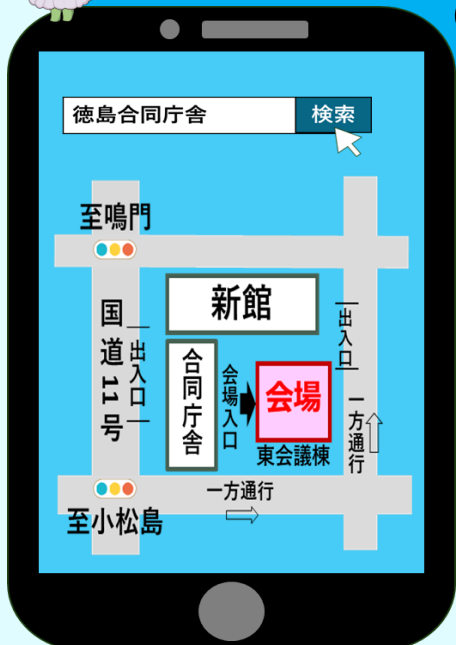 徳島合同庁舎
検索
至鳴門
新館
国道11号
出入口
出入口
合同庁舎
会場入口
会場
東会議棟
一方通行
一方通行
至小松島